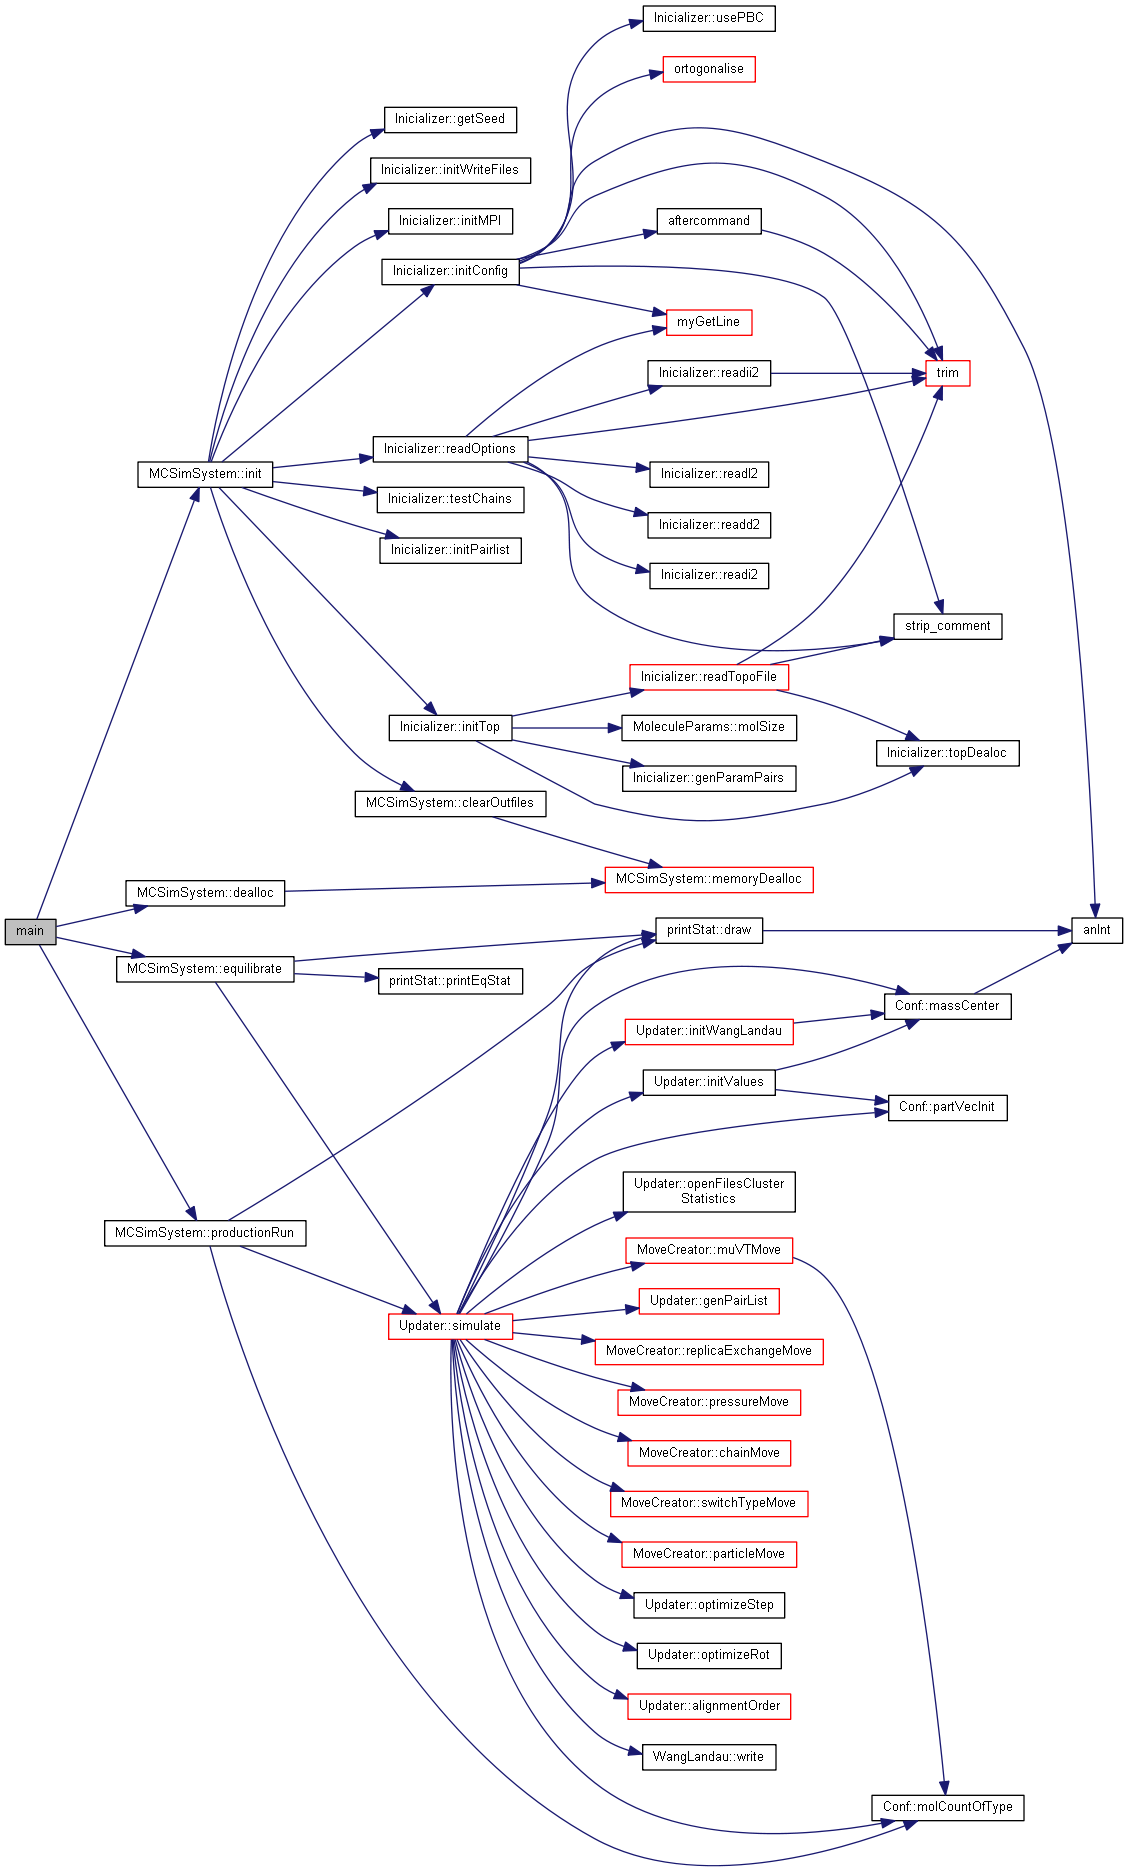 Inicializer::usePBC
ortogonalise
Inicializer::getSeed
Inicializer::initWriteFiles
Inicializer::initMPI
aftercommand
Inicializer::initConfig
myGetLine
Inicializer::readii2
trim
Inicializer::readOptions
MCSimSystem::init
Inicializer::readl2
Inicializer::testChains
Inicializer::readd2
Inicializer::initPairlist
Inicializer::readi2
strip_comment
Inicializer::readTopoFile
Inicializer::initTop
MoleculeParams::molSize
Inicializer::topDealoc
Inicializer::genParamPairs
MCSimSystem::clearOutfiles
MCSimSystem::memoryDealloc
MCSimSystem::dealloc
main
printStat::draw
anInt
MCSimSystem::equilibrate
printStat::printEqStat
Conf::massCenter
Updater::initWangLandau
Updater::initValues
Conf::partVecInit
Updater::openFilesCluster
Statistics
MCSimSystem::productionRun
MoveCreator::muVTMove
Updater::genPairList
Updater::simulate
MoveCreator::replicaExchangeMove
MoveCreator::pressureMove
MoveCreator::chainMove
MoveCreator::switchTypeMove
MoveCreator::particleMove
Updater::optimizeStep
Updater::optimizeRot
Updater::alignmentOrder
WangLandau::write
Conf::molCountOfType